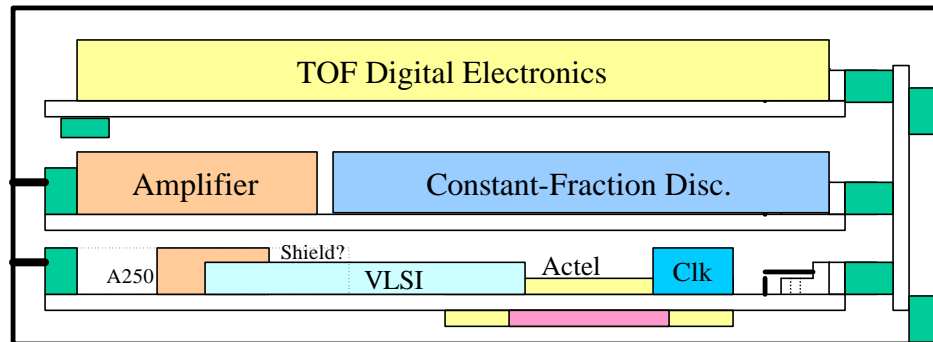 TOF Digital Electronics
Amplifier
Constant-Fraction Disc.
A250
Shield?
VLSI
Actel
Clk